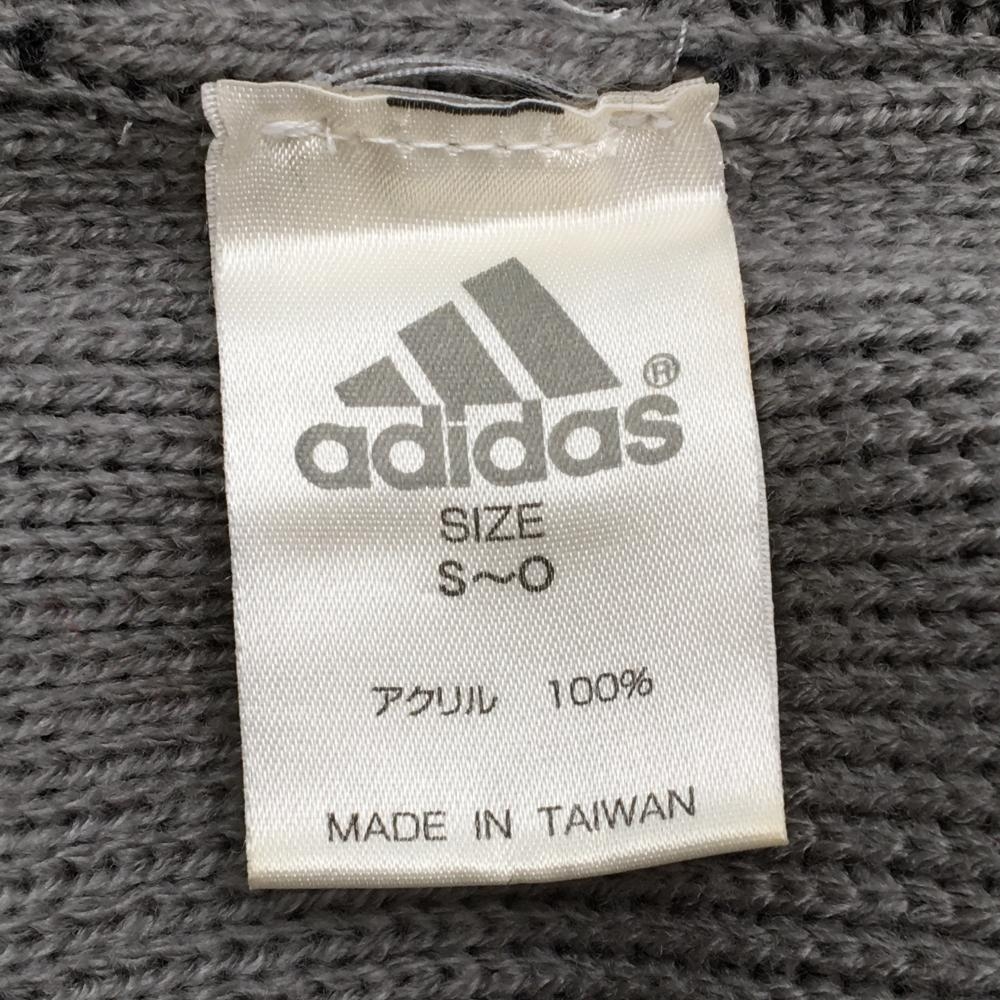 adidas®
SIZE
S〜O
アクリル 100%
MADE IN TAIWAN